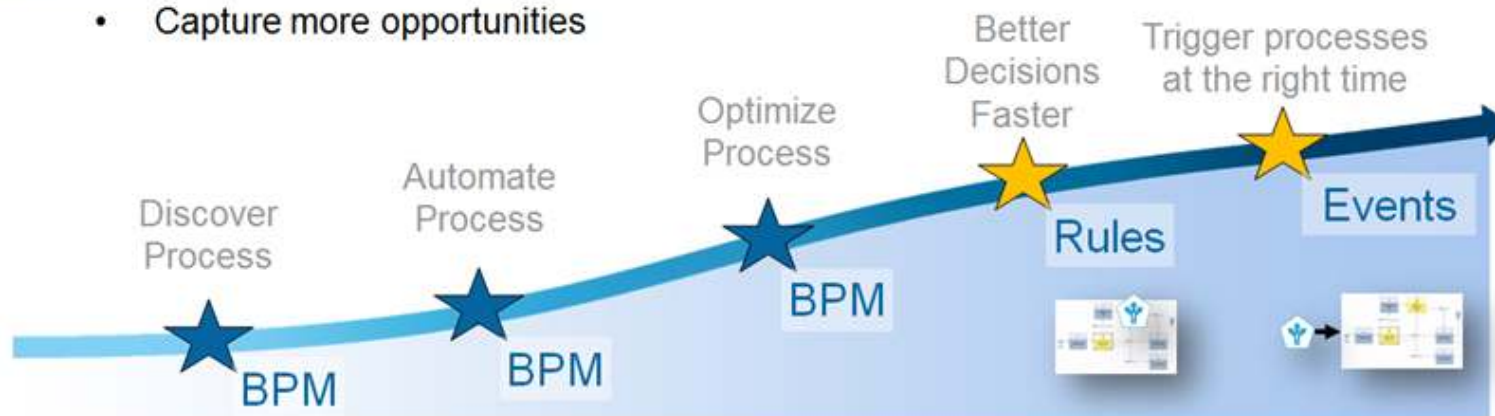 • Capture more opportunities
Discover
Process
BPM
Automate
Process
BPM
Optimize
Process
BPM
Better
Decisions
Faster
Rules
Trigger processes
at the right time
Events